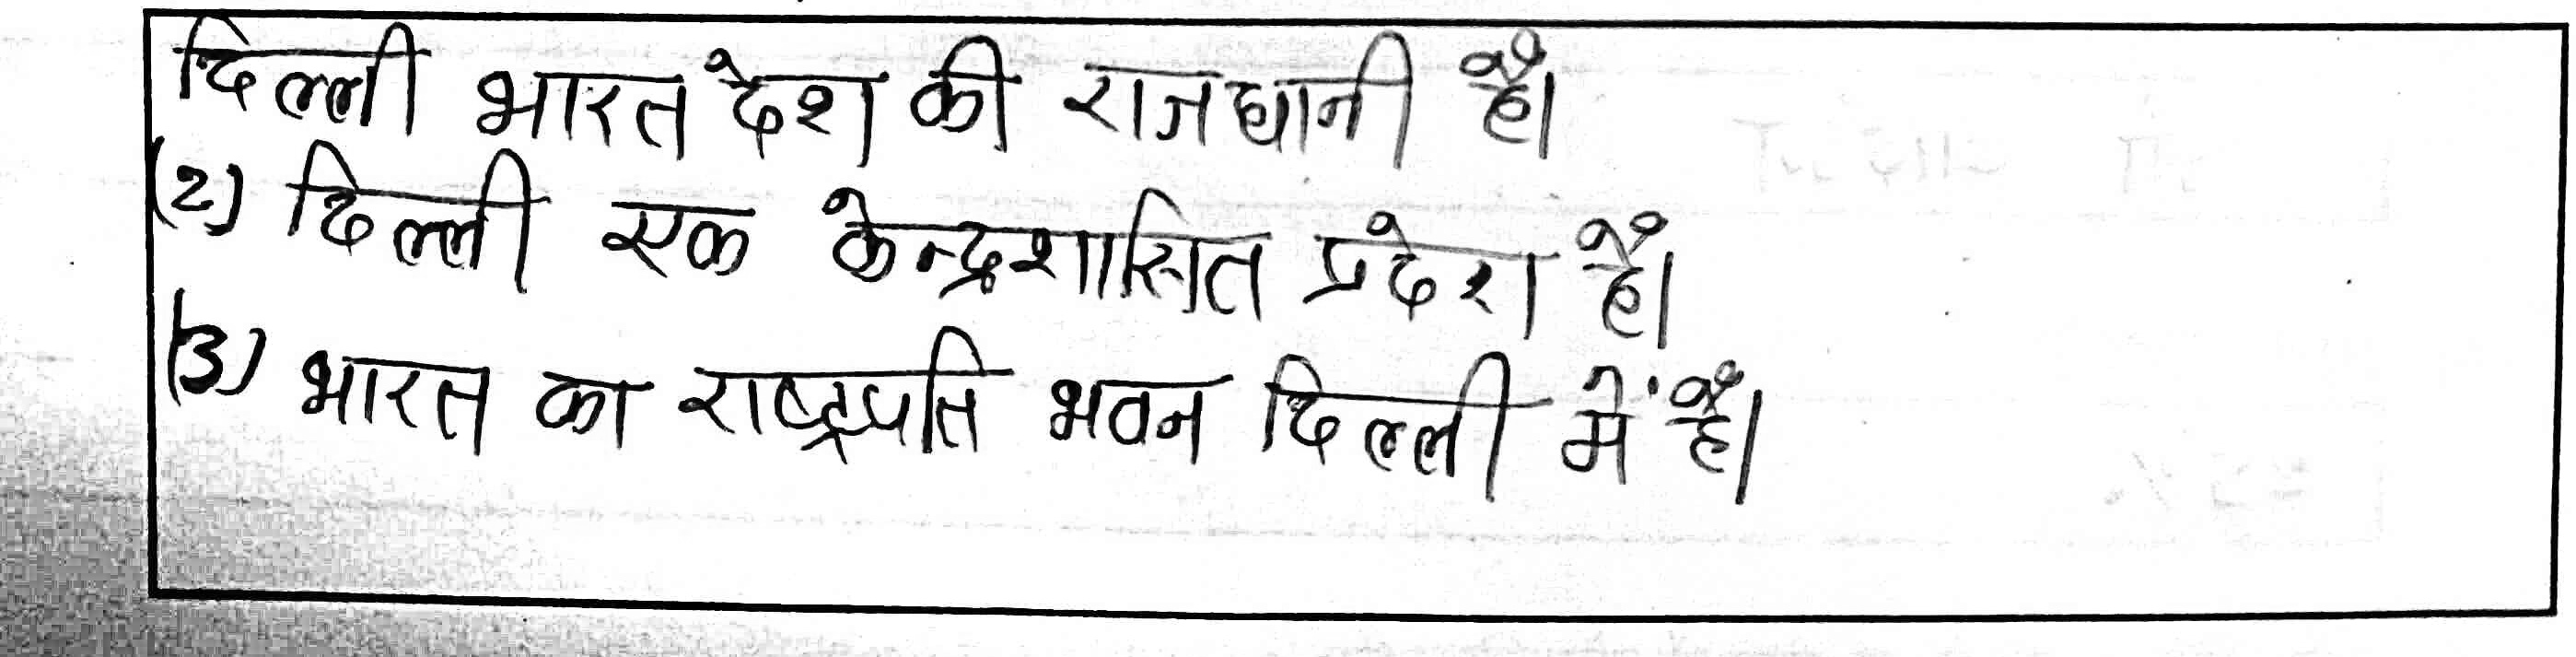 दिल्ली भारत देश की राजधानी है।
(2) दिल्ली एक केन्द्रशासित प्रदेश है।
(3) भारत का राष्ट्रपति भवन दिल्ली में है।